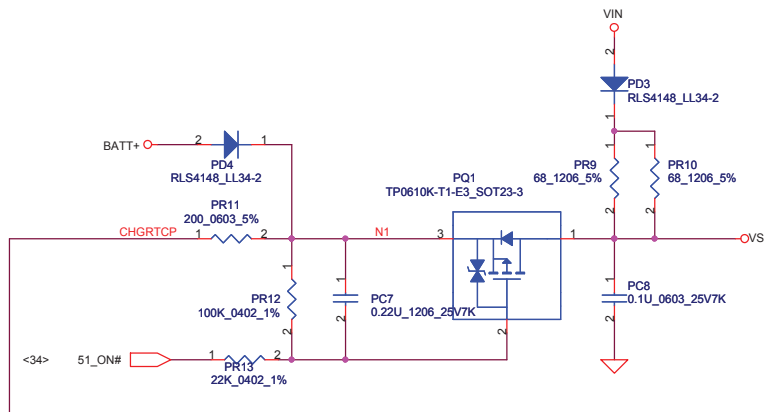 VIN
2
PD3
RLS4148_LL34-2
1
BATT+
2
1
PD4
RLS4148_LL34-2
1
1
PR9
68_1206_5%
PR10
68_1206_5%
2
2
PQ1
TP0610K-T1-E3_SOT23-3
PR11
200_0603_5%
CHGRTCP
1
2
N1
3
1
VS
2
1
PR12
100K_0402_1%
2
1
PC7
0.22U_1206_25V7K
2
1
PC8
0.1U_0603_25V7K
2
<34>
51_ON#
1
2
PR13
22K_0402_1%